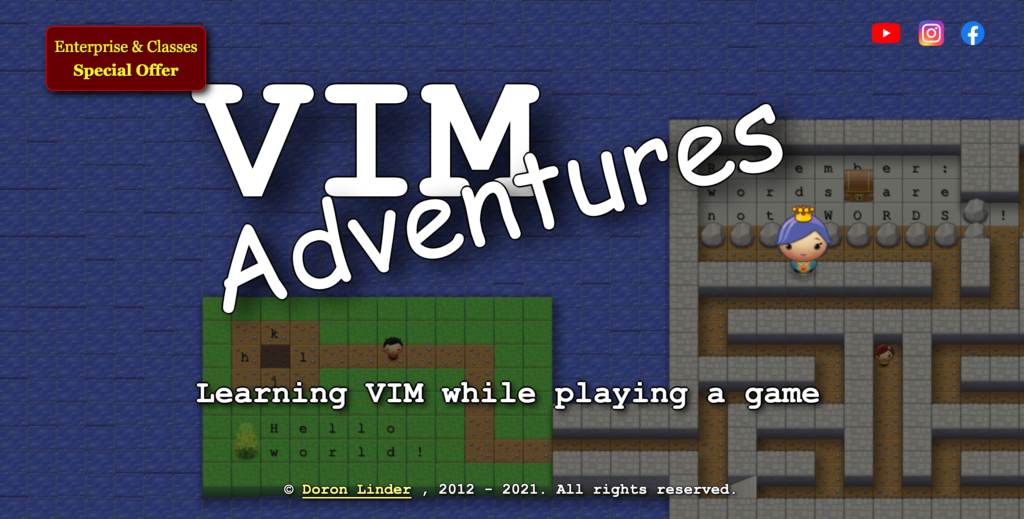 Enterprise & Classes
Special Offer
VIM
Adventures
e m b e r :
w o r d s a r e
n o t W O R D S !
k
h l
j
Learning VIM while playing a game
H e l l o
w o r l d !
© Doron Linder , 2012 - 2021. All rights reserved.